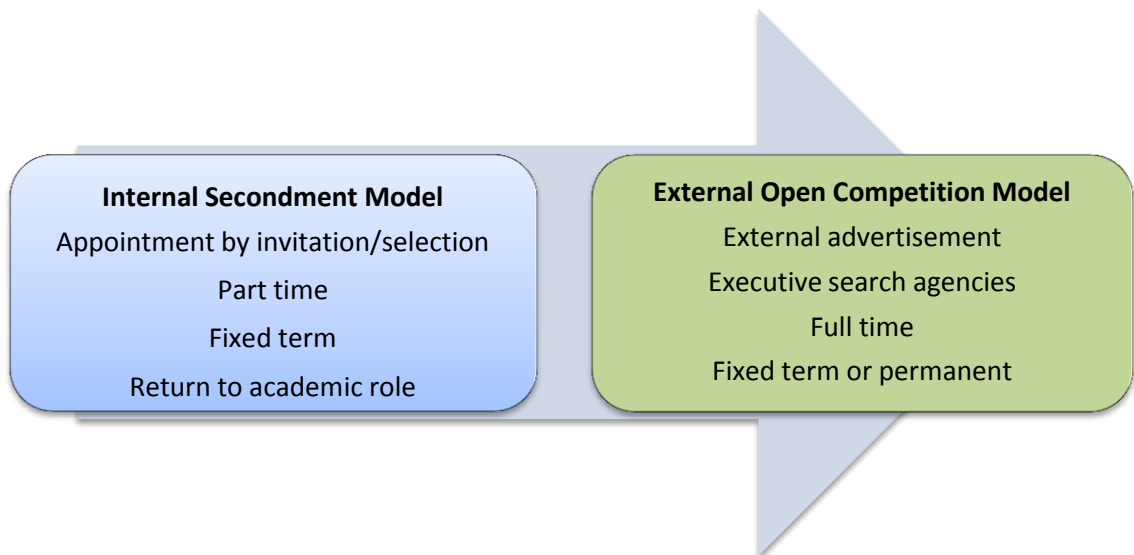 Internal Secondment Model
Appointment by invitation/selection
Part time
Fixed term
Return to academic role
External Open Competition Model
External advertisement
Executive search agencies
Full time
Fixed term or permanent